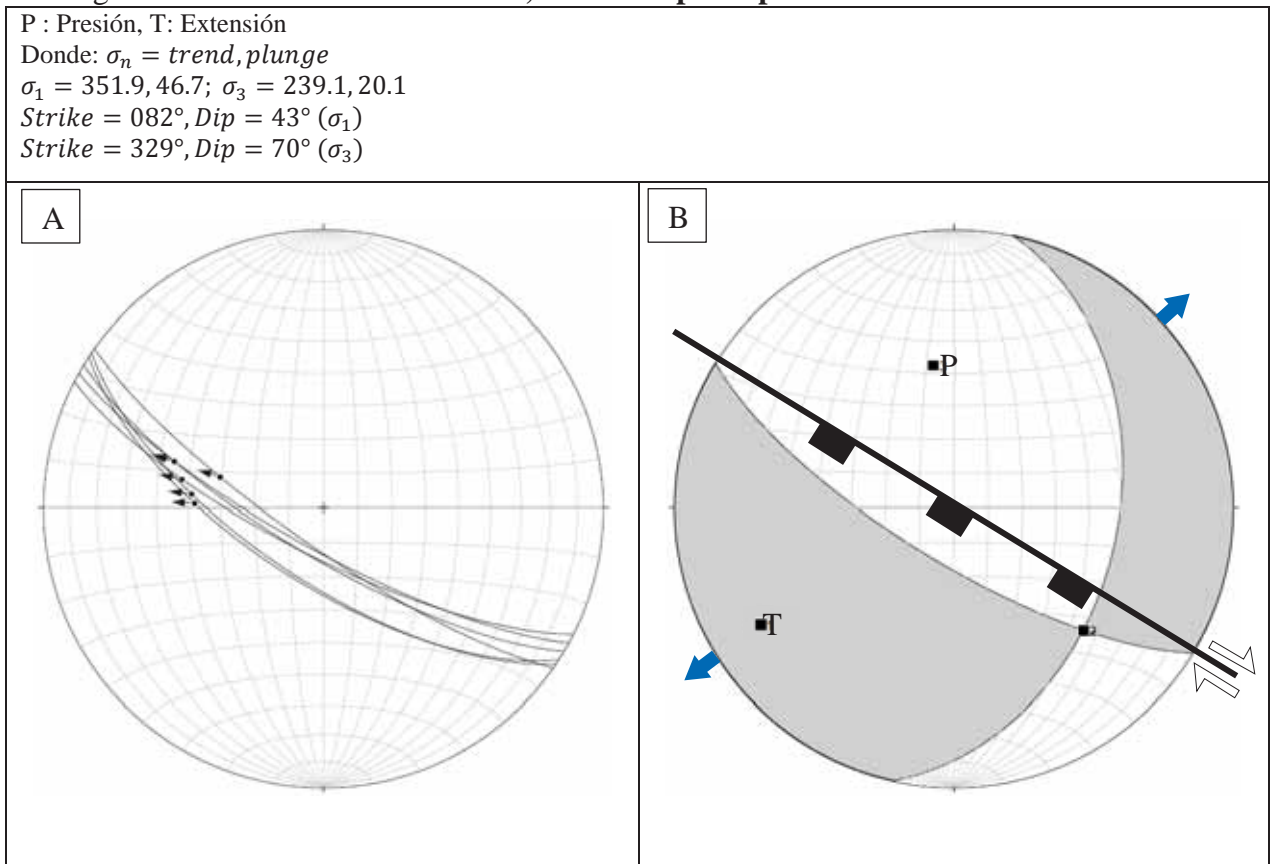 P : Presión, T: Extensión
Donde: σₙ = trend, plunge
σ₁ = 351.9, 46.7; σ₃ = 239.1, 20.1
Strike = 082°, Dip = 43° (σ₁)
Strike = 329°, Dip = 70° (σ₃)
A
B
P
T